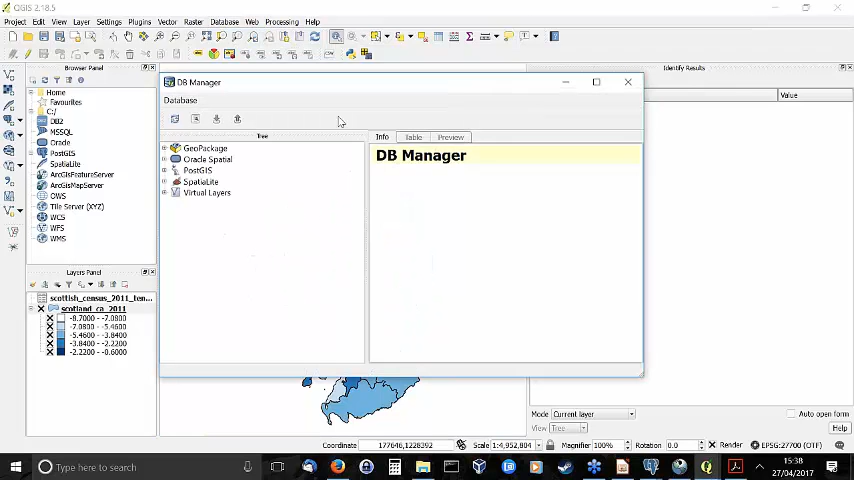 QGIS 2.18.5
Project Edit View Layer Settings Plugins Vector Raster Database Web Processing Help
Browser Panel
Home
Favourites
C:/
DB2
MSSQL
Oracle
PostGIS
SpatiaLite
ArcGisFeatureServer
ArcGisMapServer
OWS
Tile Server (XYZ)
WCS
WFS
WMS
Layers Panel
scottish_census_2011_ten...
scotland_ca_2011
-8.7000 - -7.0800
-7.0800 - -5.4600
-5.4600 - -3.8400
-3.8400 - -2.2200
-2.2200 - -0.6000
DB Manager
Database
Tree
GeoPackage
Oracle Spatial
PostGIS
SpatiaLite
Virtual Layers
Info Table Preview
DB Manager
Identify Results
Value
Mode Current layer
Auto open form
View Tree
Help
Coordinate 177646,1228392 Scale 1:4,952,804 Magnifier 100% Rotation 0.0 Render EPSG:27700 (OTF)
Type here to search
15:38
27/04/2017